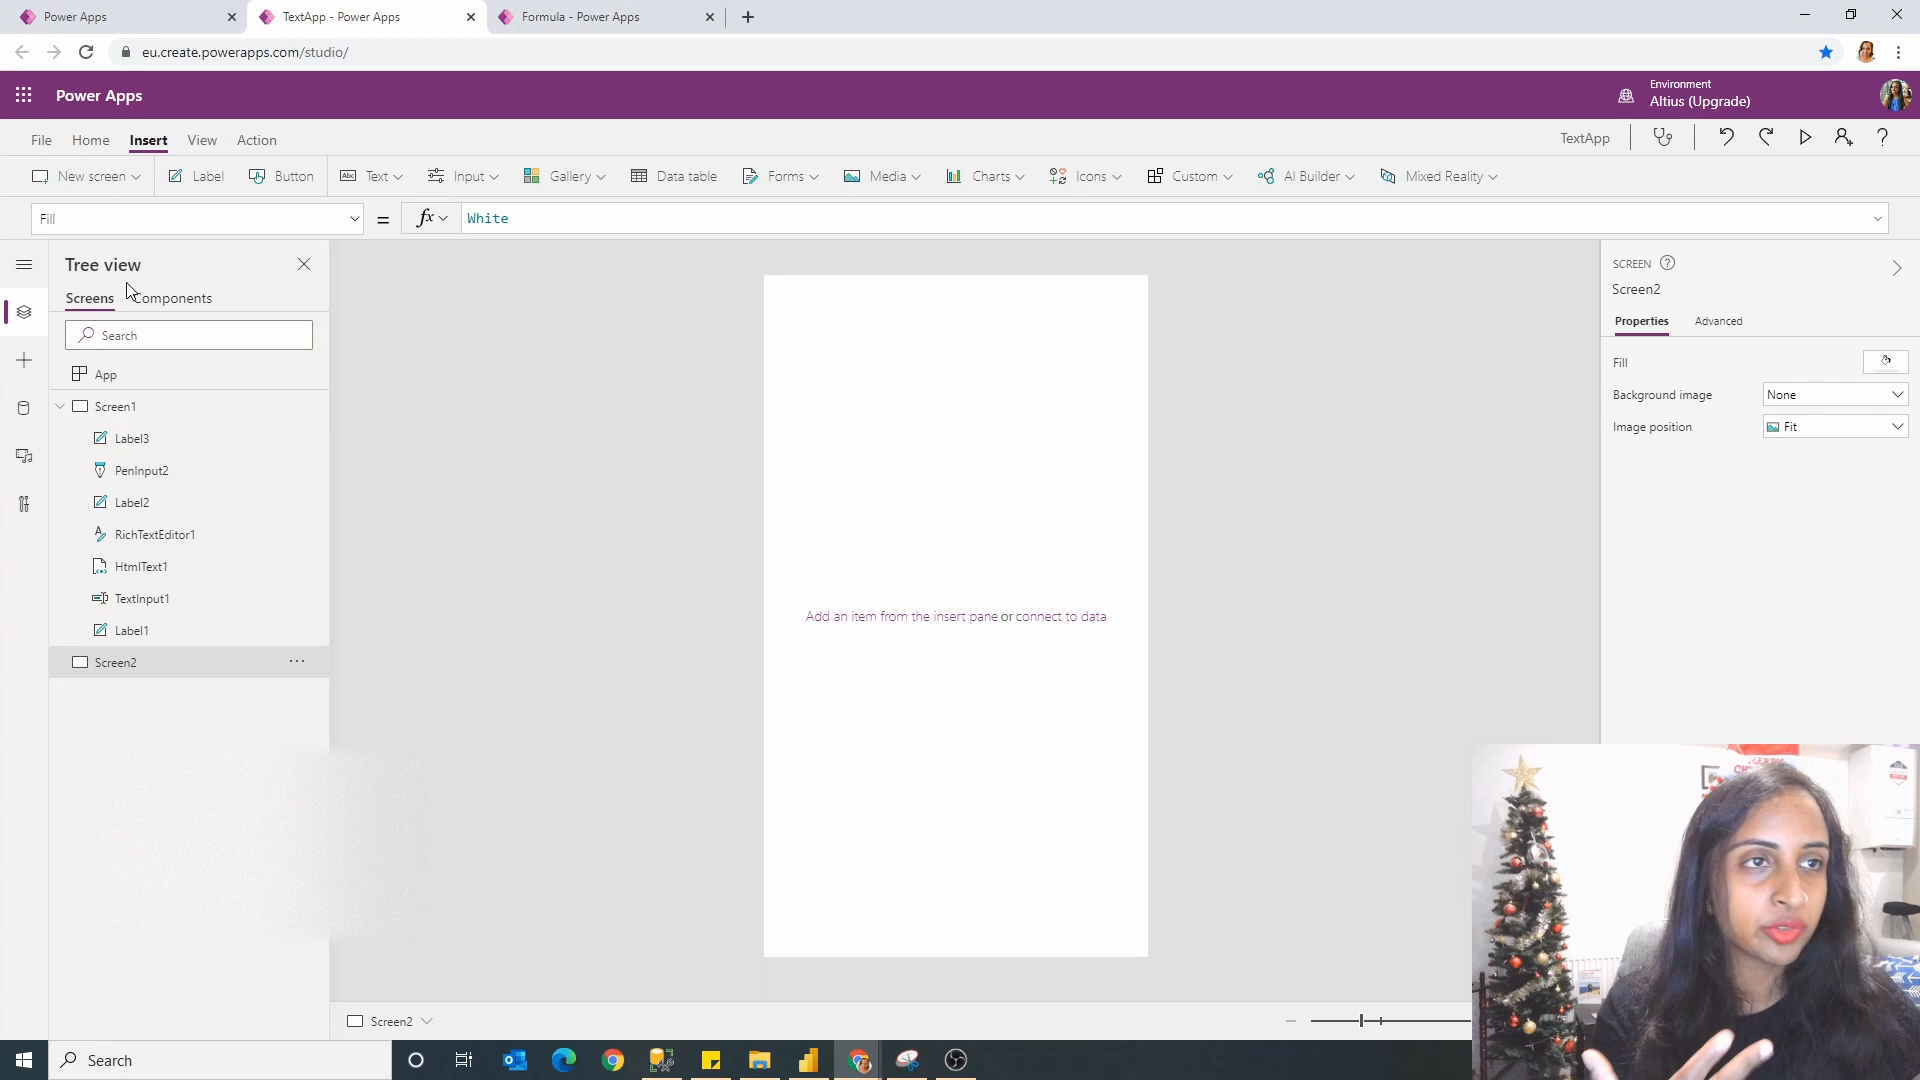 Power Apps
TextApp - Power Apps
Formula - Power Apps
eu.create.powerapps.com/studio/
Power Apps
Environment
Altius (Upgrade)
File Home Insert View Action
TextApp
New screen Label Button Text Input Gallery Data table Forms Media Charts Icons Custom AI Builder Mixed Reality
Fill = fx White
Tree view
Screens Components
Search
App
Screen1
Label3
PenInput2
Label2
RichTextEditor1
HtmlText1
TextInput1
Label1
Screen2
Add an item from the insert pane or connect to data
SCREEN
Screen2
Properties Advanced
Fill
Background image None
Image position Fit
Screen2
Search